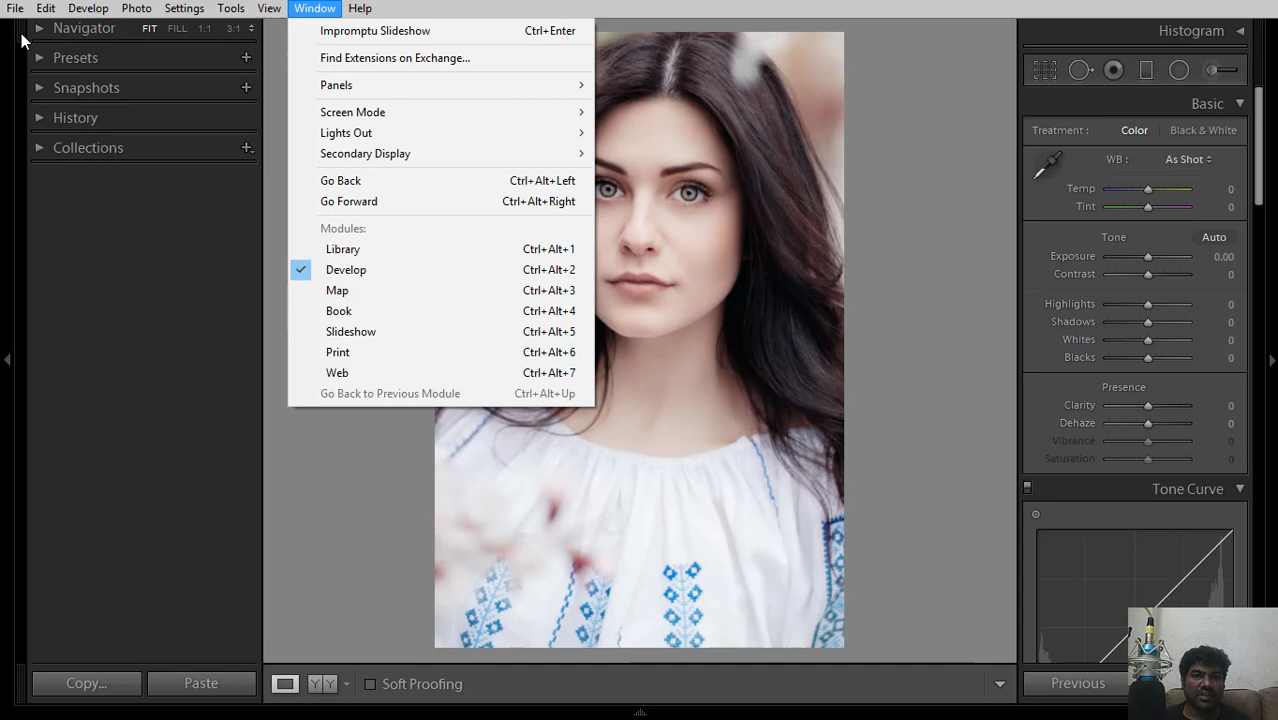 File Edit Develop Photo Settings Tools View Window Help
Navigator FIT FILL 1:1 3:1
Presets +
Snapshots +
History
Collections +
Impromptu Slideshow Ctrl+Enter
Find Extensions on Exchange...
Panels
Screen Mode
Lights Out
Secondary Display
Go Back Ctrl+Alt+Left
Go Forward Ctrl+Alt+Right
Modules:
Library Ctrl+Alt+1
Develop Ctrl+Alt+2
Map Ctrl+Alt+3
Book Ctrl+Alt+4
Slideshow Ctrl+Alt+5
Print Ctrl+Alt+6
Web Ctrl+Alt+7
Go Back to Previous Module Ctrl+Alt+Up
Histogram
Basic
Treatment : Color Black & White
WB : As Shot
Temp 0
Tint 0
Tone Auto
Exposure 0.00
Contrast 0
Highlights 0
Shadows 0
Whites 0
Blacks 0
Presence
Clarity 0
Dehaze 0
Vibrance 0
Saturation 0
Tone Curve
Copy... Paste
YY Soft Proofing
Previous